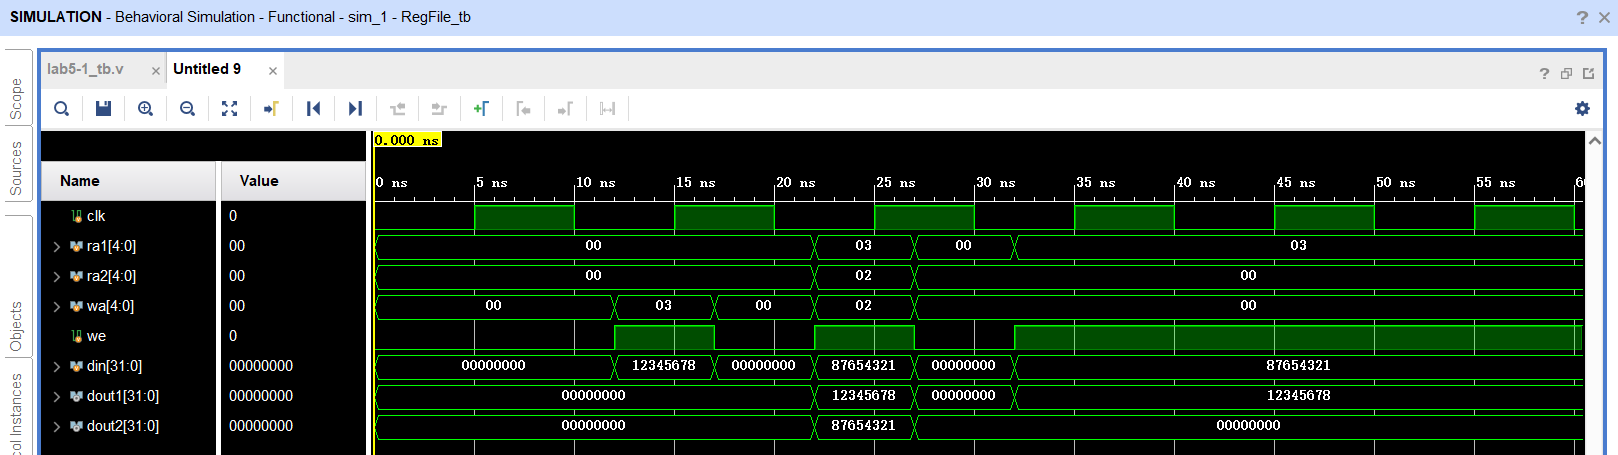 SIMULATION - Behavioral Simulation - Functional - sim_1 - RegFile_tb ? ×
lab5-1_tb.v × Untitled 9 × ?
Scope
Sources
Objects
col Instances
0.000 ns
0 ns 5 ns 10 ns 15 ns 20 ns 25 ns 30 ns 35 ns 40 ns 45 ns 50 ns 55 ns 60
Name Value
clk 0
ra1[4:0] 00 00 03 00 03
ra2[4:0] 00 00 02 00
wa[4:0] 00 00 03 00 02 00
we 0
din[31:0] 00000000 00000000 12345678 00000000 87654321 00000000 87654321
dout1[31:0] 00000000 00000000 12345678 00000000 12345678
dout2[31:0] 00000000 00000000 87654321 00000000